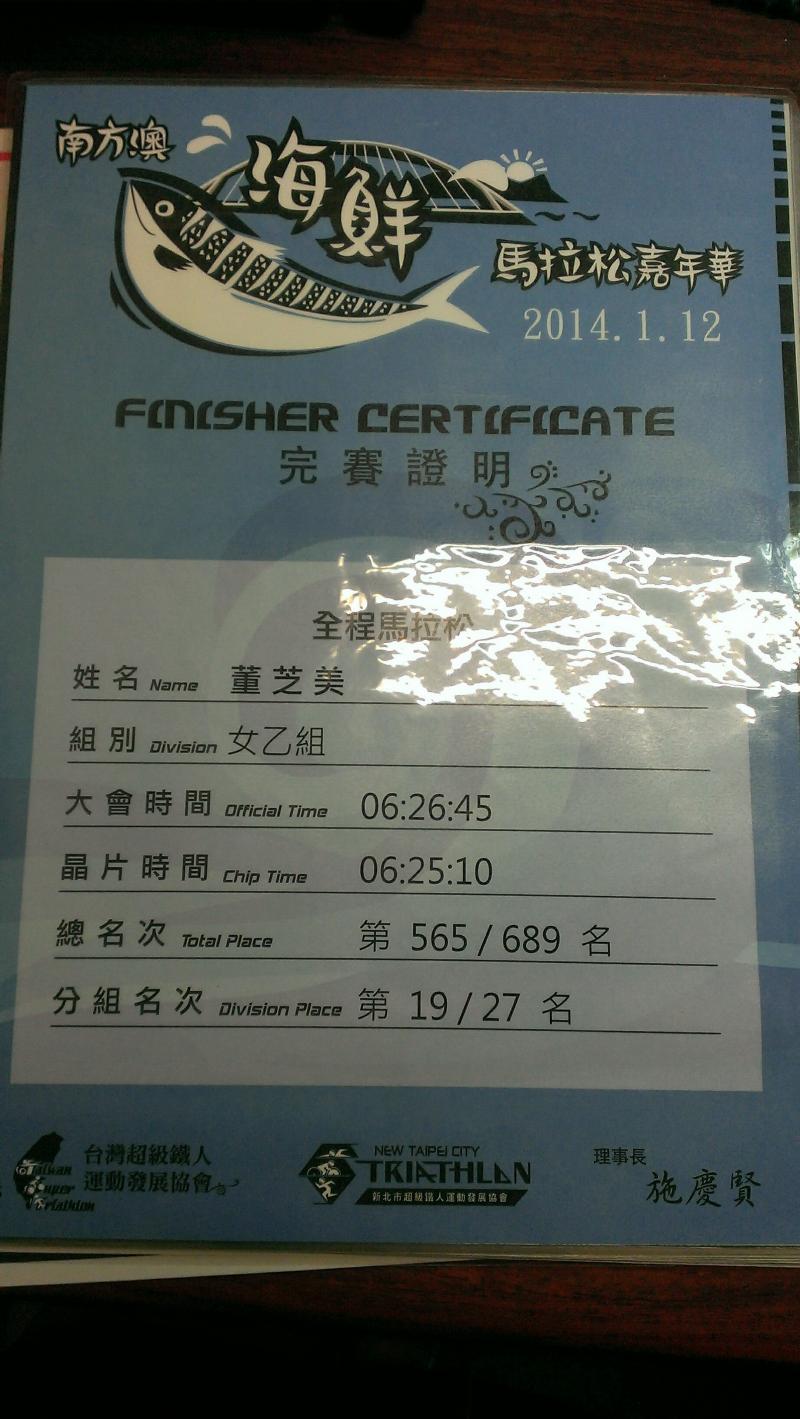 南方澳
海鮮
馬拉松嘉年華
2014.1.12
FINISHER CERTIFICATE
完賽證明
全程馬拉松
姓名 Name 董芝美
組別 Division 女乙組
大會時間 Official Time 06:26:45
晶片時間 Chip Time 06:25:10
總名次 Total Place 第 565 / 689 名
分組名次 Division Place 第 19 / 27 名
Taiwan
Super
Triathlon
台灣超級鐵人
運動發展協會
NEW TAIPEI CITY
TRIATHLON
新北市超級鐵人運動發展協會
理事長
施慶賢